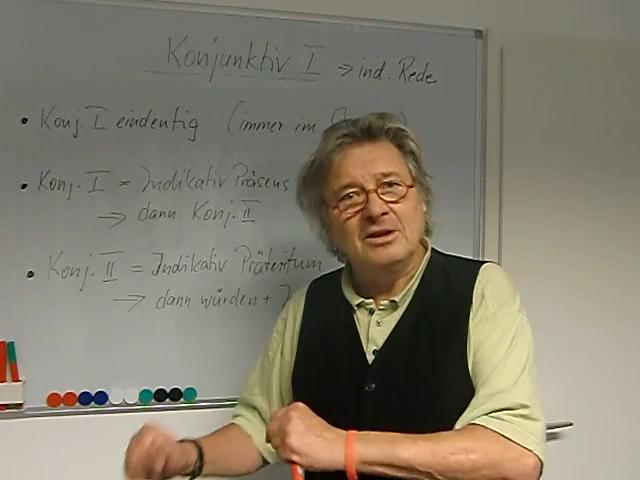 Konjunktiv I → ind. Rede
• Konj. I eindeutig (immer im
• Konj. I = Indikativ Präsens
→ dann Konj. II
• Konj. II = Indikativ Präteritum
→ dann würden +